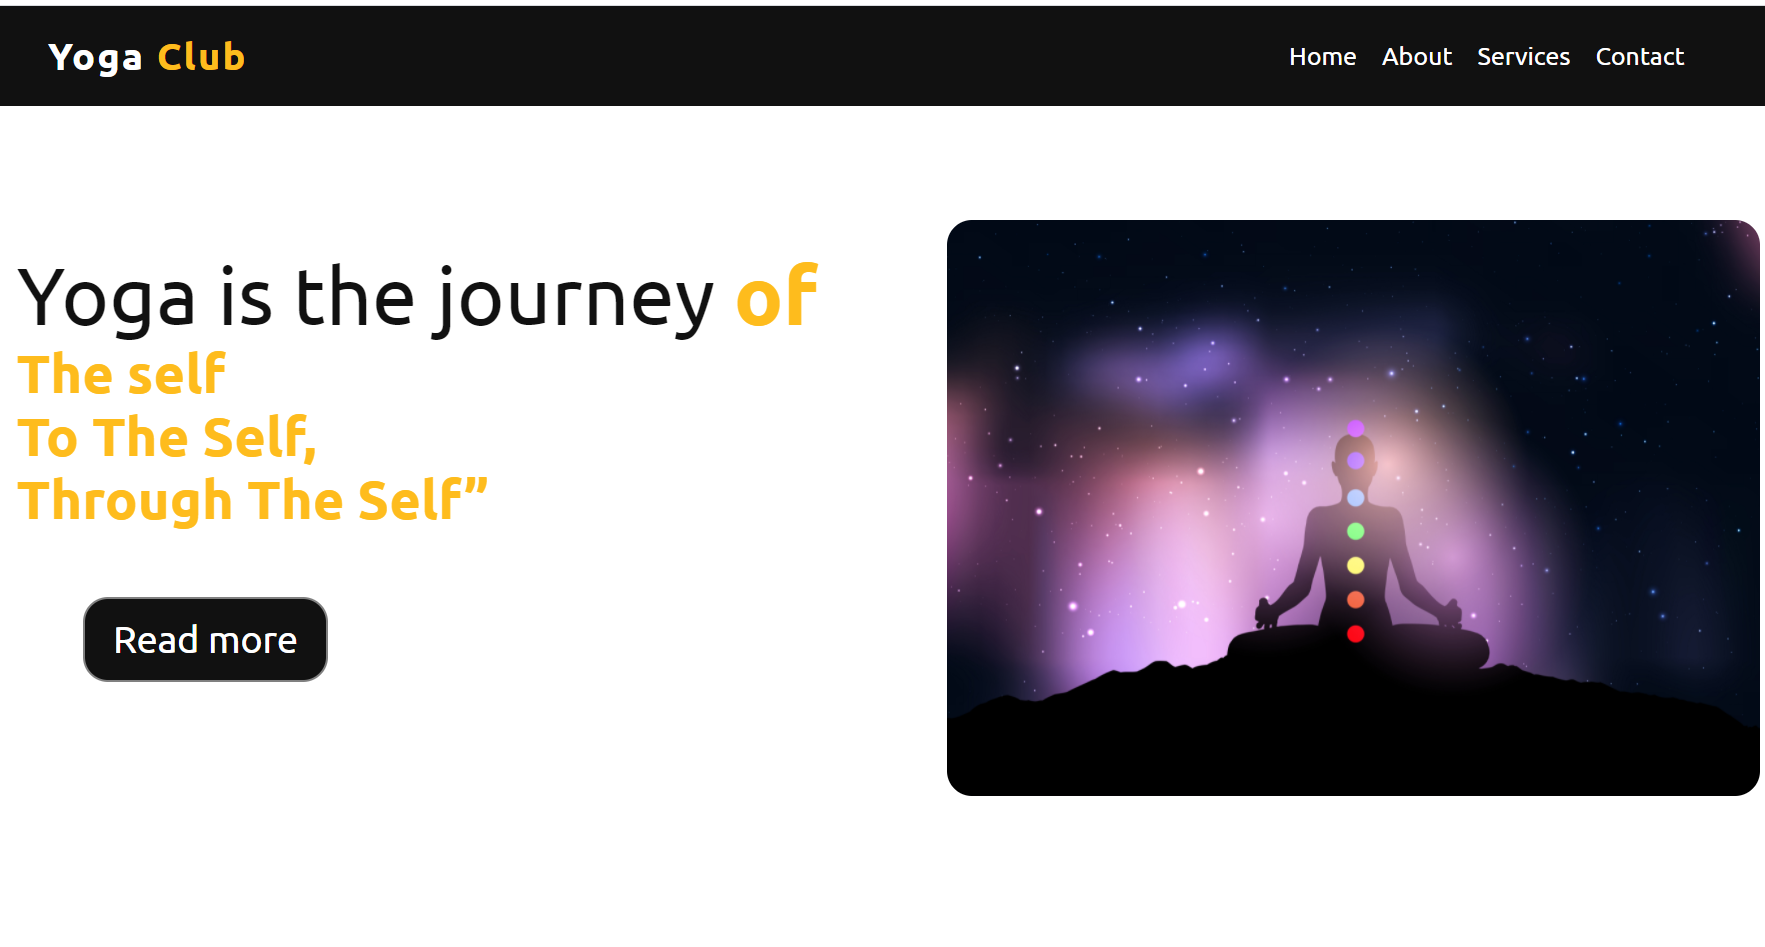 Yoga Club
Home About Services Contact
Yoga is the journey of
The self
To The Self,
Through The Self”
Read more